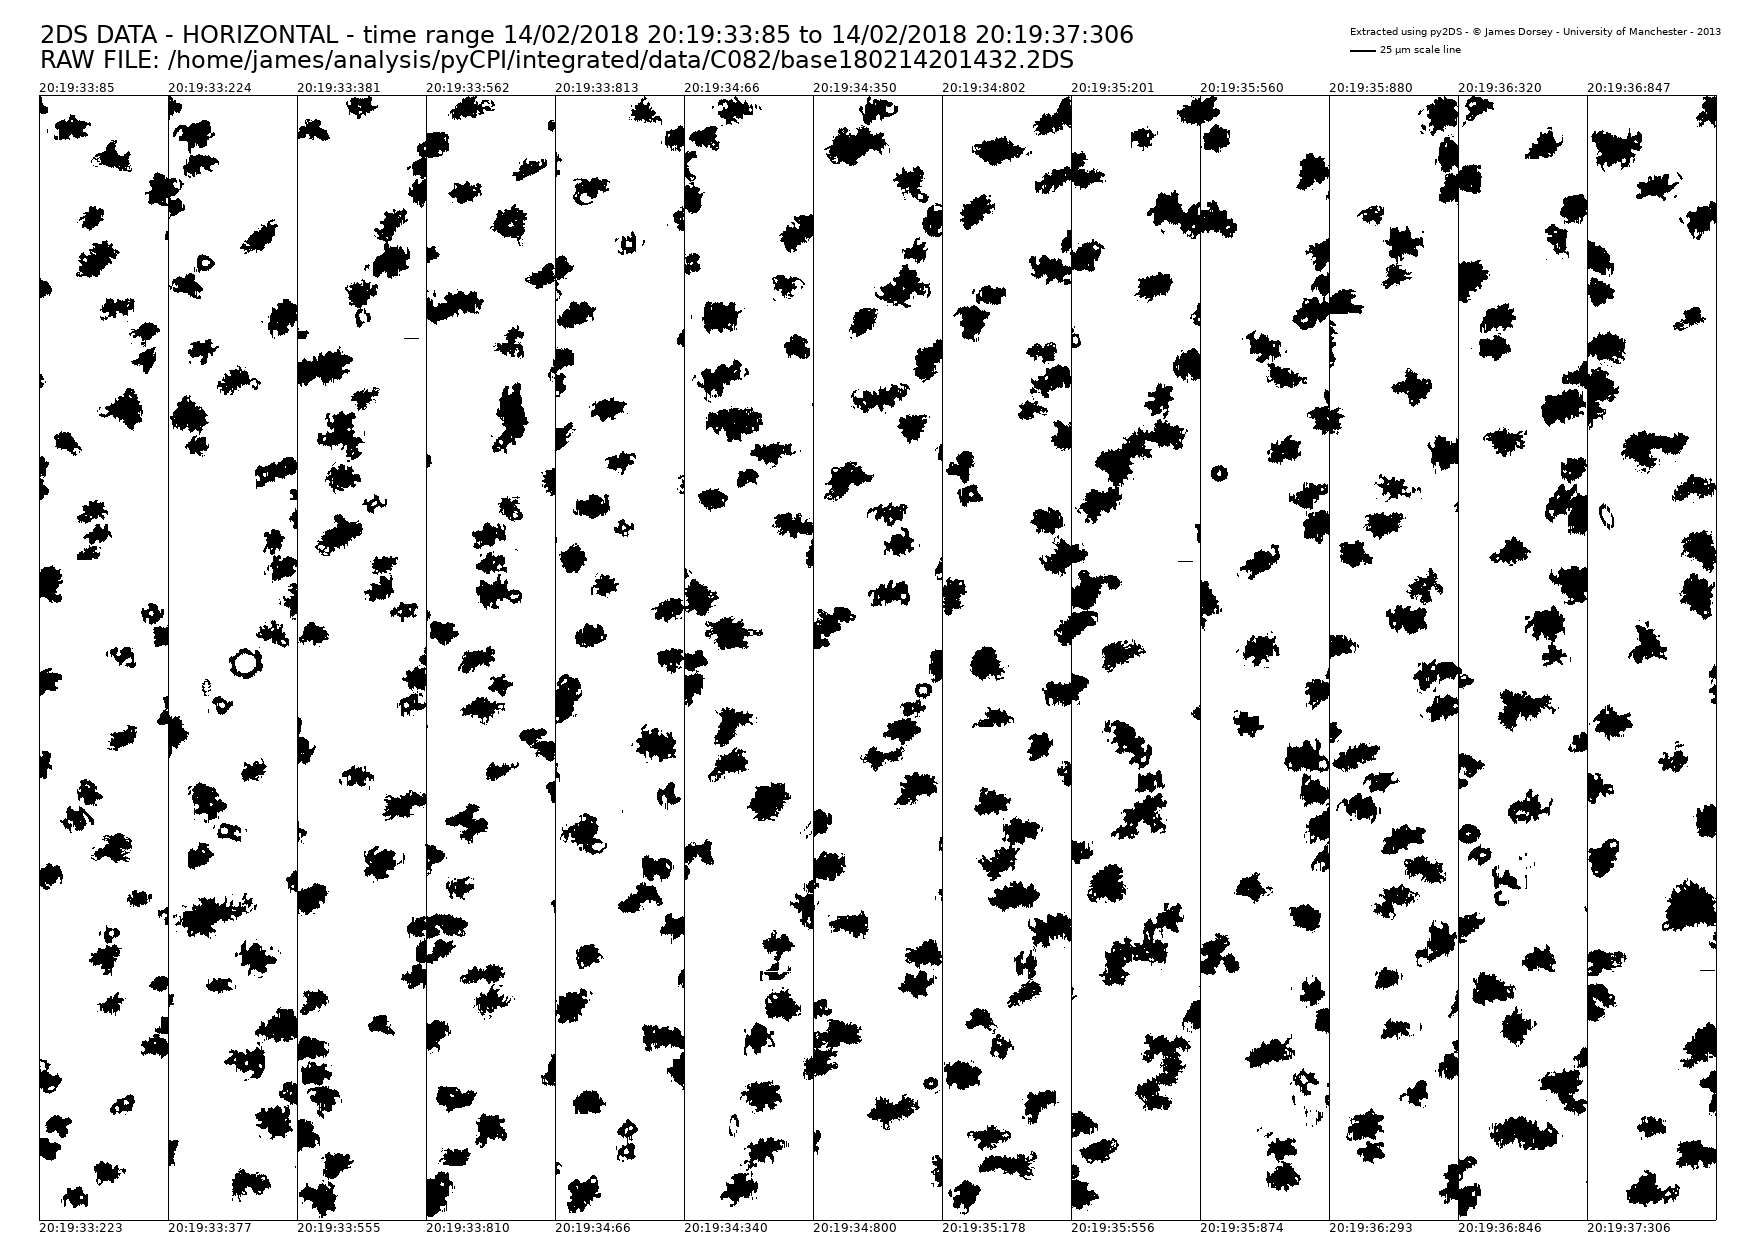 2DS DATA - HORIZONTAL - time range 14/02/2018 20:19:33:85 to 14/02/2018 20:19:37:306
RAW FILE: /home/james/analysis/pyCPI/integrated/data/C082/base180214201432.2DS
Extracted using py2DS - © James Dorsey - University of Manchester - 2013
25 µm scale line
20:19:33:85 20:19:33:224 20:19:33:381 20:19:33:562 20:19:33:813 20:19:34:66 20:19:34:350 20:19:34:802 20:19:35:201 20:19:35:560 20:19:35:880 20:19:36:320 20:19:36:847
20:19:33:223 20:19:33:377 20:19:33:555 20:19:33:810 20:19:34:66 20:19:34:340 20:19:34:800 20:19:35:178 20:19:35:556 20:19:35:874 20:19:36:293 20:19:36:846 20:19:37:306